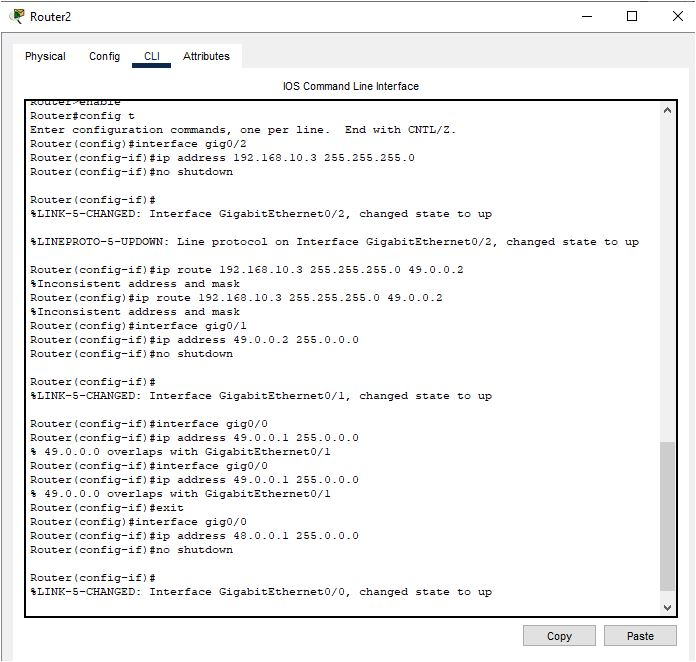 Router2
Physical Config CLI Attributes
IOS Command Line Interface
Router>enable
Router#config t
Enter configuration commands, one per line. End with CNTL/Z.
Router(config)#interface gig0/2
Router(config-if)#ip address 192.168.10.3 255.255.255.0
Router(config-if)#no shutdown
Router(config-if)#
%LINK-5-CHANGED: Interface GigabitEthernet0/2, changed state to up
%LINEPROTO-5-UPDOWN: Line protocol on Interface GigabitEthernet0/2, changed state to up
Router(config-if)#ip route 192.168.10.3 255.255.255.0 49.0.0.2
%Inconsistent address and mask
Router(config)#ip route 192.168.10.3 255.255.255.0 49.0.0.2
%Inconsistent address and mask
Router(config)#interface gig0/1
Router(config-if)#ip address 49.0.0.2 255.0.0.0
Router(config-if)#no shutdown
Router(config-if)#
%LINK-5-CHANGED: Interface GigabitEthernet0/1, changed state to up
Router(config-if)#interface gig0/0
Router(config-if)#ip address 49.0.0.1 255.0.0.0
% 49.0.0.0 overlaps with GigabitEthernet0/1
Router(config-if)#interface gig0/0
Router(config-if)#ip address 49.0.0.1 255.0.0.0
% 49.0.0.0 overlaps with GigabitEthernet0/1
Router(config-if)#exit
Router(config)#interface gig0/0
Router(config-if)#ip address 48.0.0.1 255.0.0.0
Router(config-if)#no shutdown
Router(config-if)#
%LINK-5-CHANGED: Interface GigabitEthernet0/0, changed state to up
Copy Paste